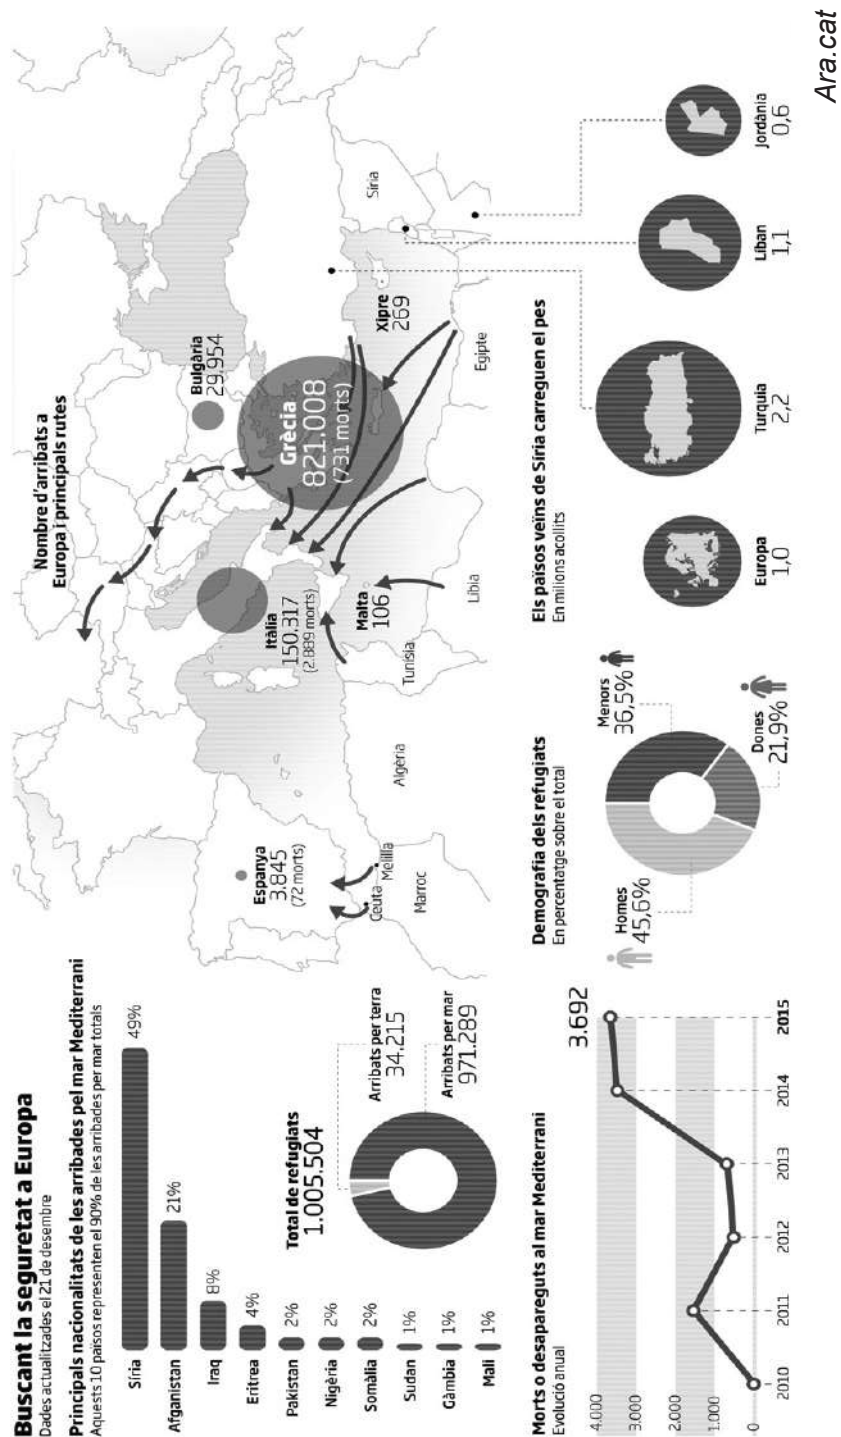 Buscant la seguretat a Europa
Dades actualitzades el 21 de desembre
Principals nacionalitats de les arribades pel mar Mediterrani
Aquests 10 països representen el 90% de les arribades per mar totals
Síria
49%
Afganistan
21%
Iraq
8%
Eritrea
4%
Pakistan
2%
Nigèria
2%
Somàlia
2%
Sudan
1%
Gàmbia
1%
Mali
1%
Total de refugiats
1.005.504
Arribats per terra
34.215
Arribats per mar
971.289
Nombre d'arribats a
Europa i principals rutes
Bulgària
29.954
Grècia
821.008
(731 morts)
Xipre
269
Itàlia
150.317
(2.889 morts)
Malta
106
Espanya
3.845
(72 morts)
Ceuta
Melilla
Marroc
Algèria
Tunísia
Líbia
Egipte
Síria
Morts o desapareguts al mar Mediterrani
Evolució anual
4.000
3.000
2.000
1.000
0
3.692
2010
2011
2012
2013
2014
2015
Demografia dels refugiats
En percentatge sobre el total
Homes
45,6%
Menors
36,5%
Dones
21,9%
Els països veïns de Síria carreguen el pes
En milions acollits
Europa
1,0
Turquia
2,2
Líban
1,1
Jordània
0,6
Ara.cat